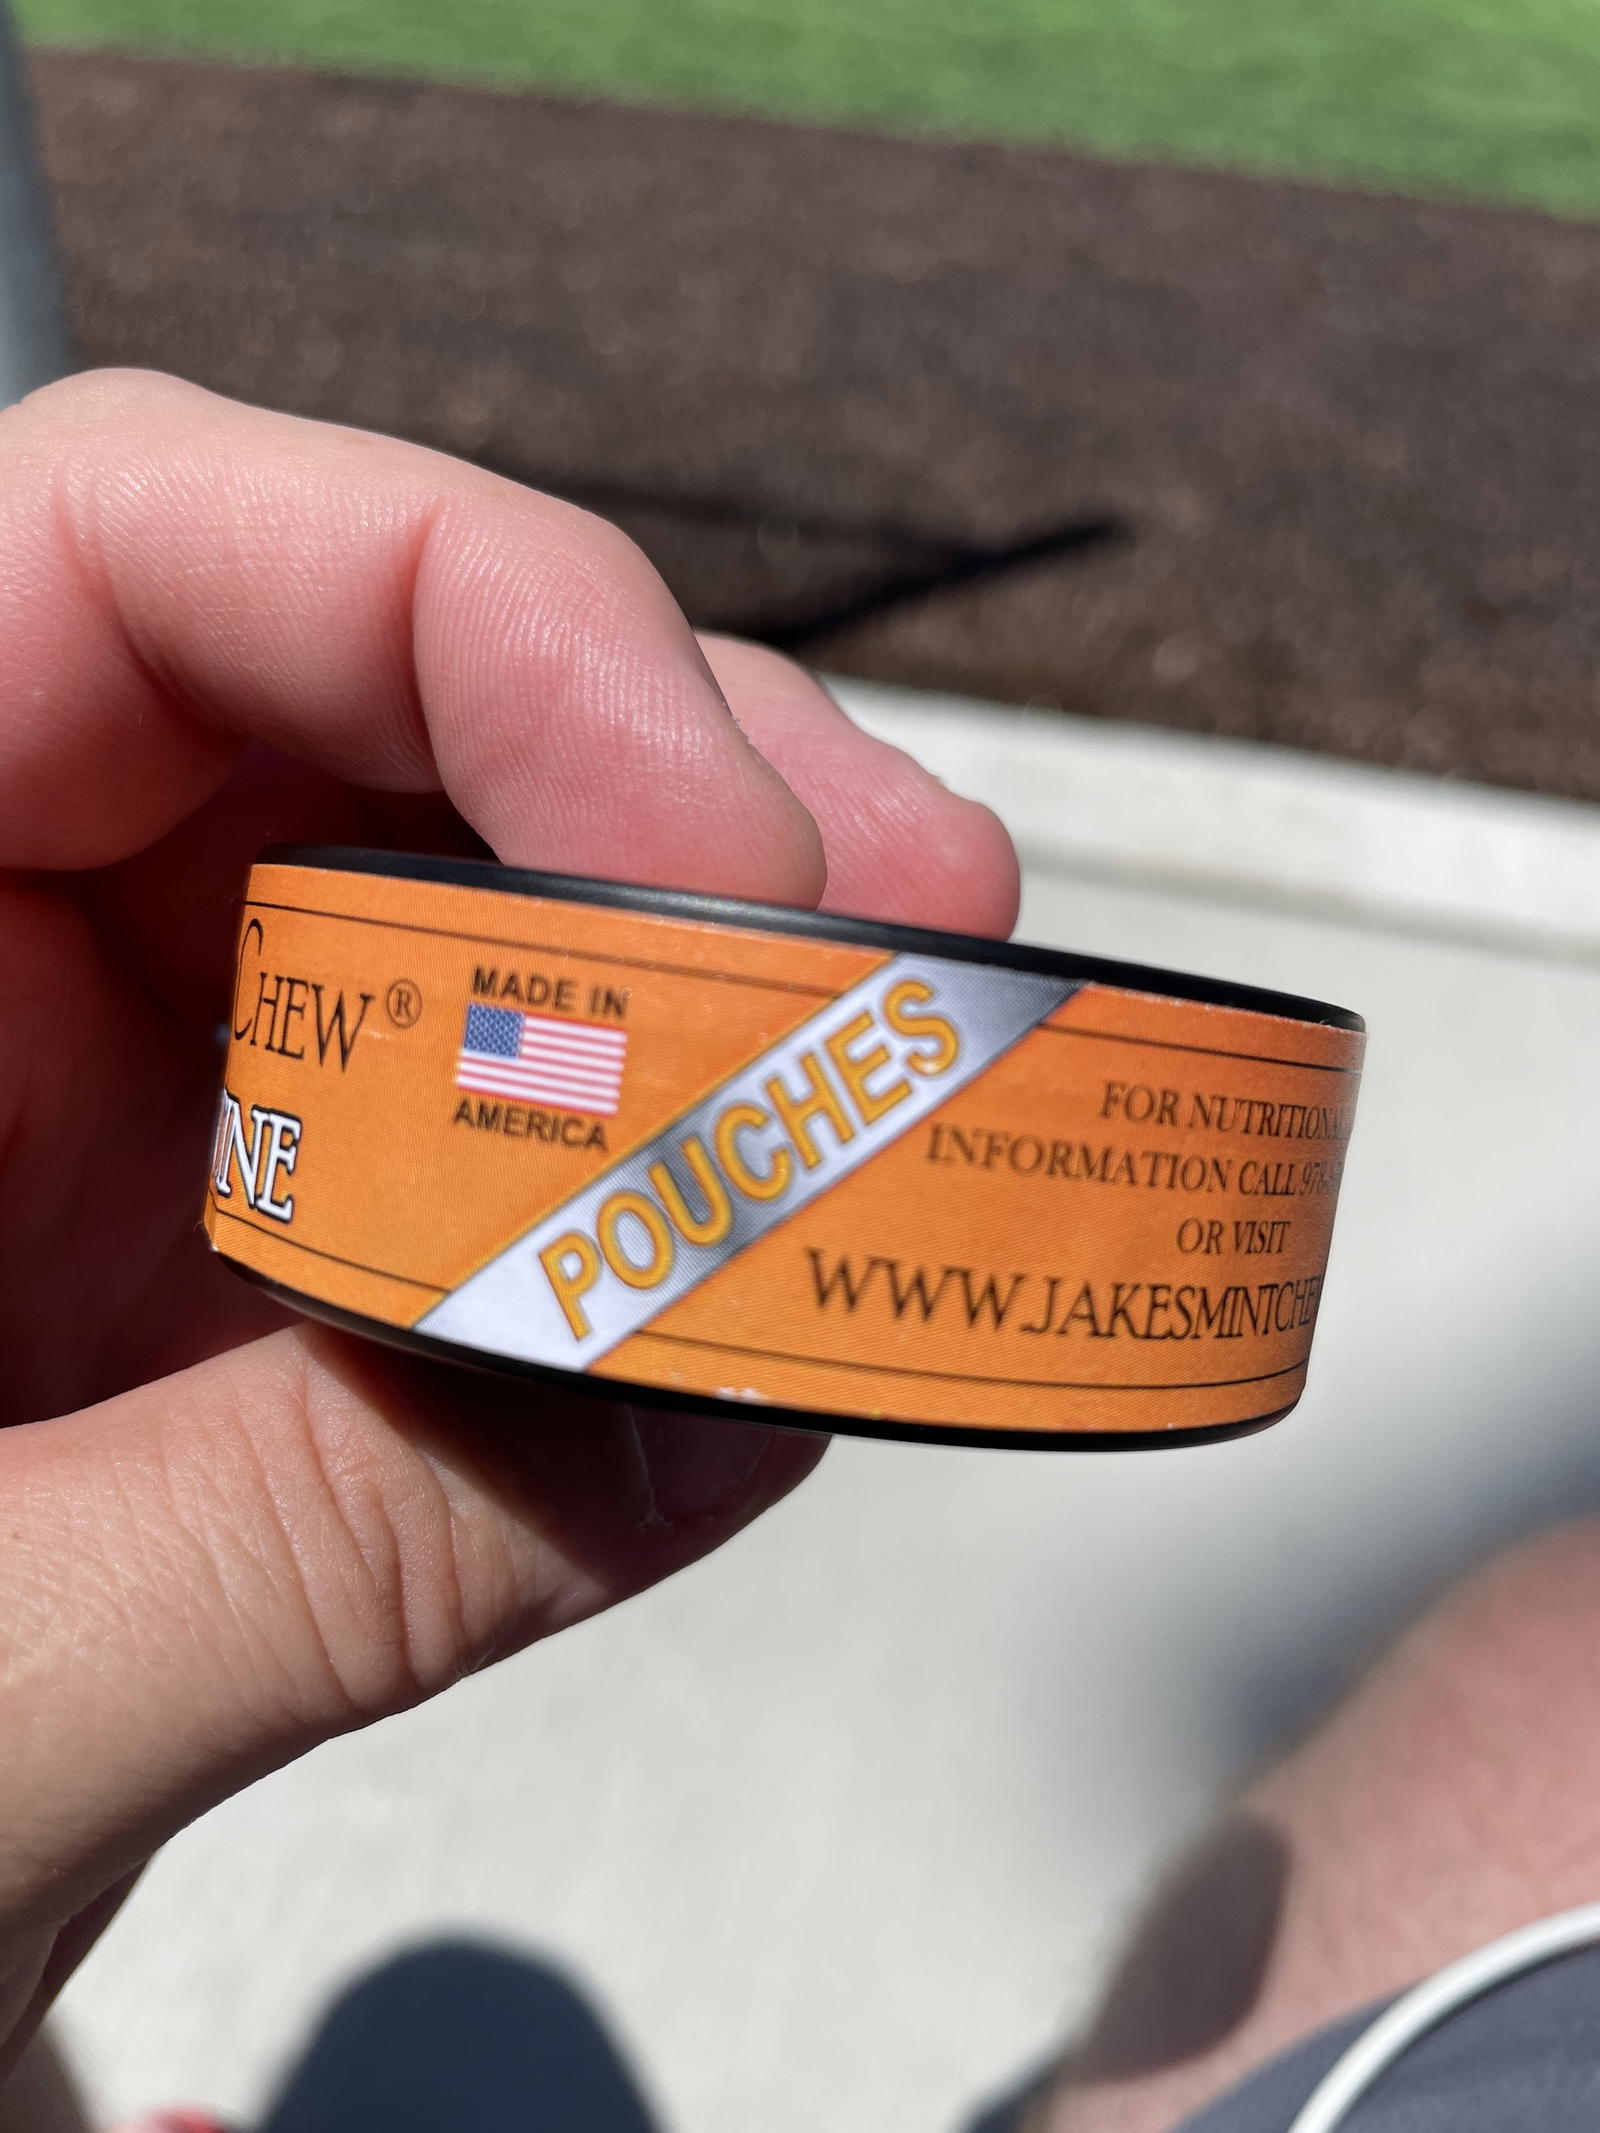 CHEW®
MADE IN
AMERICA
POUCHES
FOR NUTRITIONAL
INFORMATION CALL
OR VISIT
WWW.JAKESMINTCHE